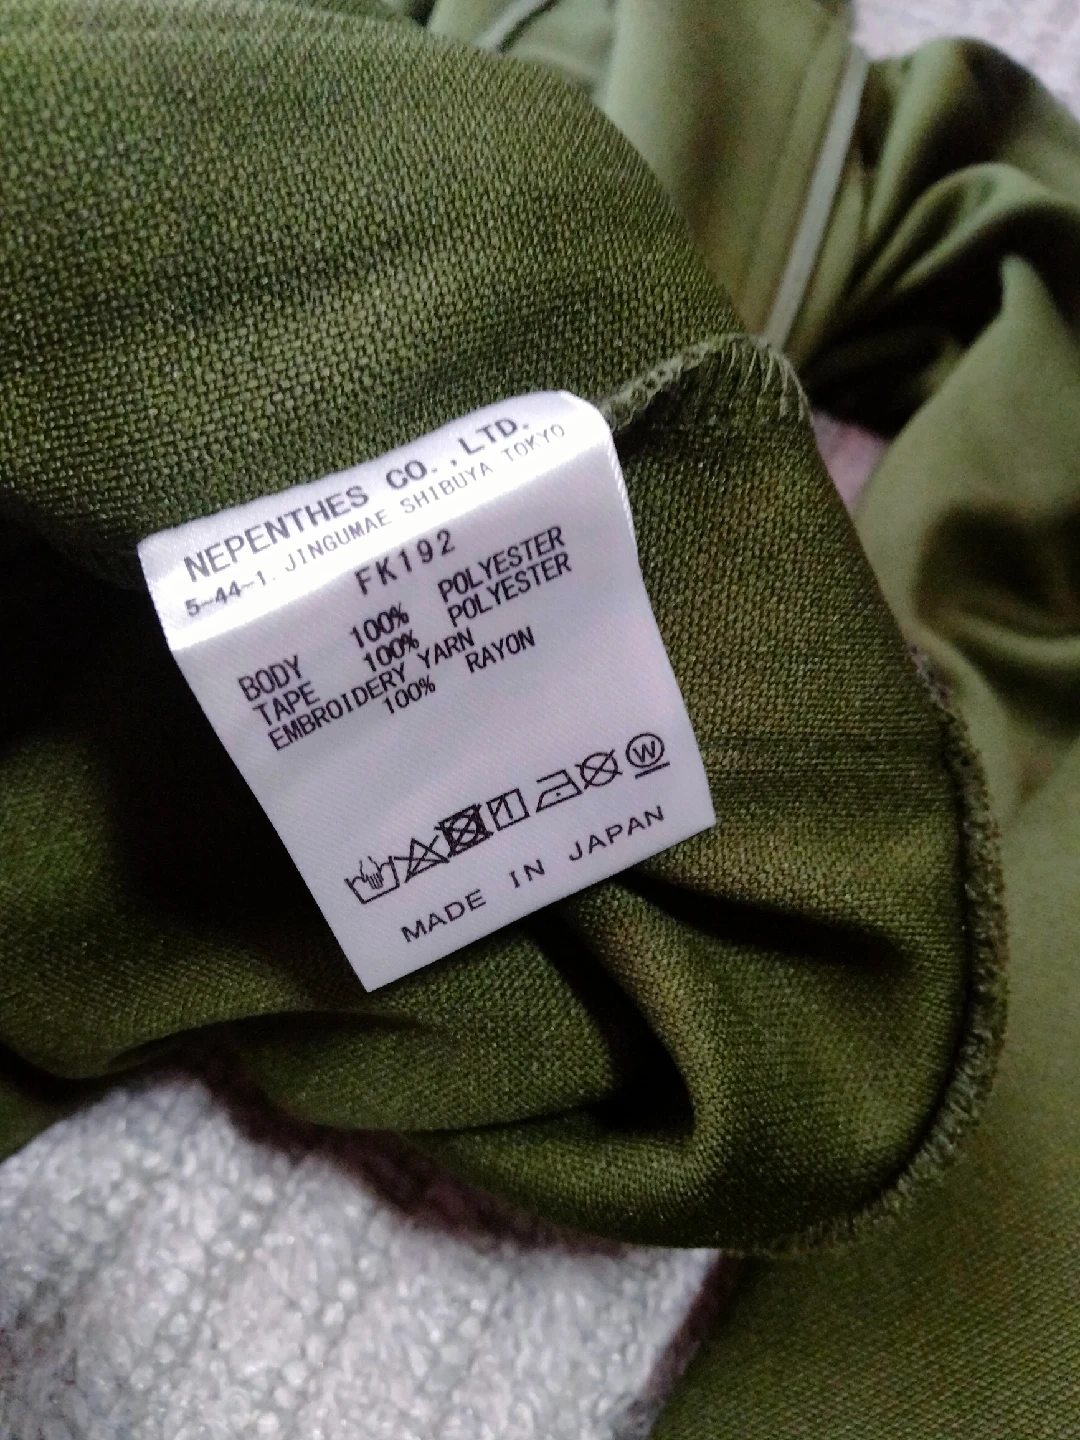 NEPENTHES CO.,LTD.
5-44-1. JINGUMAE SHIBUYA TOKYO
FK192
BODY 100% POLYESTER
TAPE 100% POLYESTER
EMBROIDERY YARN
100% RAYON
W
MADE IN JAPAN